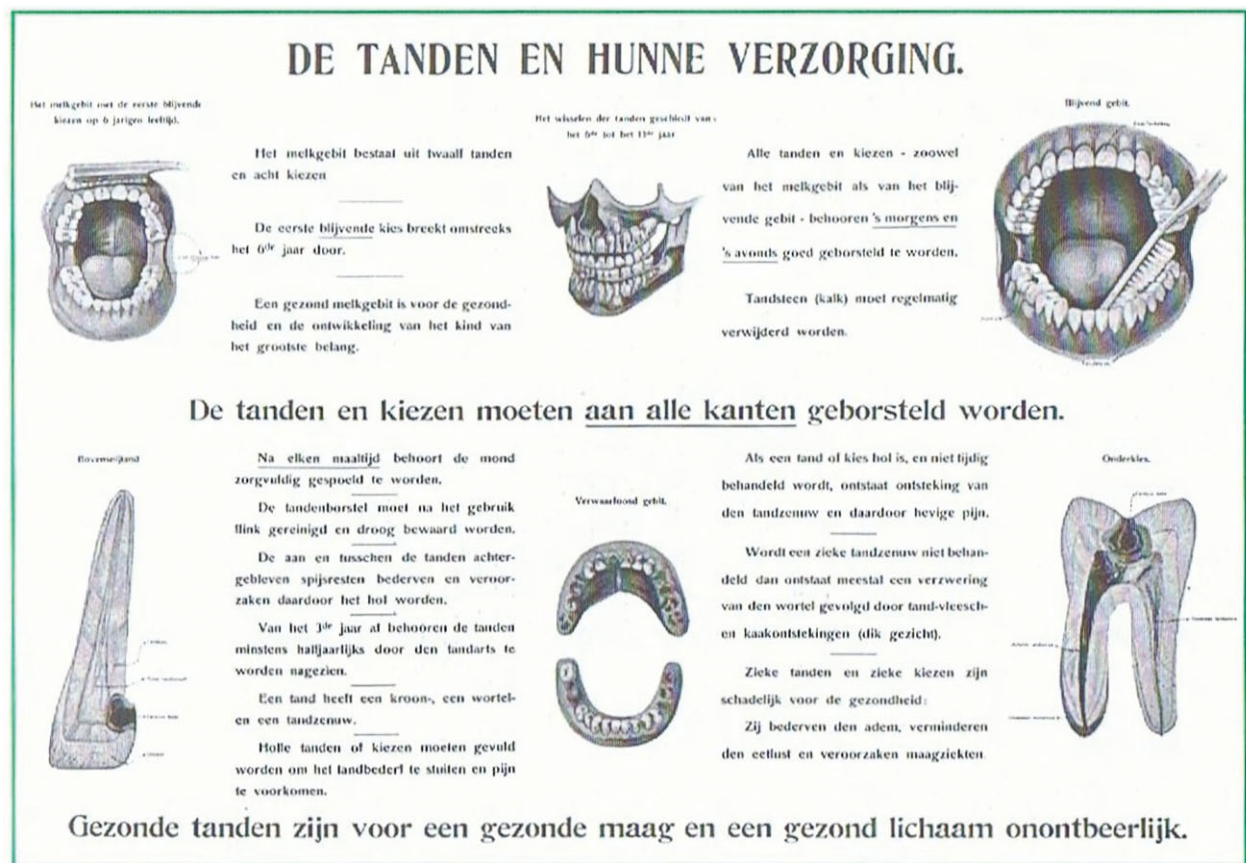 DE TANDEN EN HUNNE VERZORGING.
Het melkgebit met de eerste blijvende
kiezen op 6 jarigen leeftijd.
Het melkgebit bestaat uit twaalf tanden
en acht kiezen
De eerste blijvende kies breekt omstreeks
het 6de jaar door.
Een gezond melkgebit is voor de gezond-
heid en de ontwikkeling van het kind van
het grootste belang.
Het wisselen der tanden geschiedt van
het 6de tot het 13de jaar
Alle tanden en kiezen - zoowel
van het melkgebit als van het blij-
vende gebit - behooren 's morgens en
's avonds goed geborsteld te worden.
Tandsteen (kalk) moet regelmatig
verwijderd worden.
Blijvend gebit.
De tanden en kiezen moeten aan alle kanten geborsteld worden.
Bovensnijtand
Na elken maaltijd behoort de mond
zorgvuldig gespoeld te worden.
De tandenborstel moet na het gebruik
flink gereinigd en droog bewaard worden.
De aan en tusschen de tanden achter-
gebleven spijsresten bederven en veroor-
zaken daardoor het hol worden.
Van het 3de jaar af behooren de tanden
minstens halfjaarlijks door den tandarts te
worden nagezien.
Een tand heeft een kroon-, een wortel-
en een tandzenuw.
Holle tanden of kiezen moeten gevuld
worden om het tandbederf te stuiten en pijn
te voorkomen.
Verwaarloosd gebit.
Als een tand of kies hol is, en niet tijdig
behandeld wordt, ontstaat ontsteking van
den tandzenuw en daardoor hevige pijn.
Wordt een zieke tandzenuw niet behan-
deld dan ontstaat meestal een verzwering
van den wortel gevolgd door tand-vleesch-
en kaakontstekingen (dik gezicht).
Zieke tanden en zieke kiezen zijn
schadelijk voor de gezondheid:
Zij bederven den adem, verminderen
den eetlust en veroorzaken maagziekten.
Onderkies.
Gezonde tanden zijn voor een gezonde maag en een gezond lichaam onontbeerlijk.